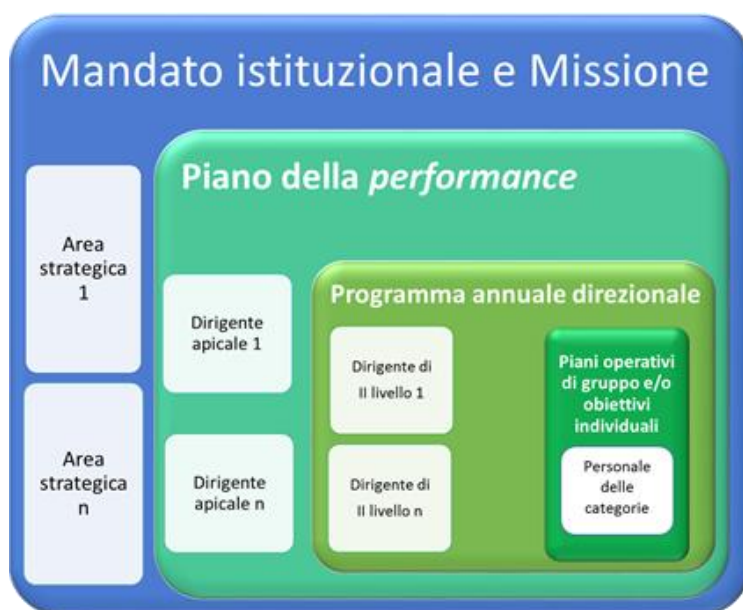 Mandato istituzionale e Missione
Piano della performance
Area
strategica
1
Programma annuale direzionale
Dirigente
apicale 1
Dirigente di
II livello 1
Piani operativi
di gruppo e/o
obiettivi
individuali
Area
strategica
n
Dirigente
apicale n
Dirigente di
II livello n
Personale
delle
categorie